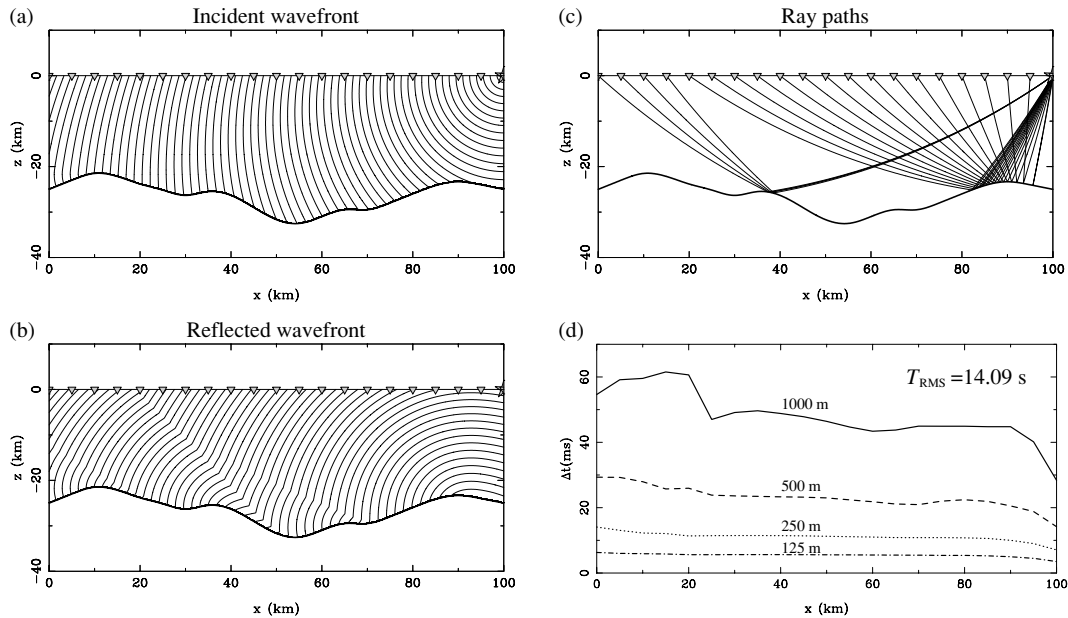 (a) Incident wavefront
0
−20
−40
z (km)
0 20 40 60 80 100
x (km)
(b) Reflected wavefront
0
−20
−40
z (km)
0 20 40 60 80 100
x (km)
(c) Ray paths
0
−20
−40
z (km)
0 20 40 60 80 100
x (km)
(d)
T_RMS =14.09 s
60
40
20
0
Δt(ms)
1000 m
500 m
250 m
125 m
0 20 40 60 80 100
x (km)